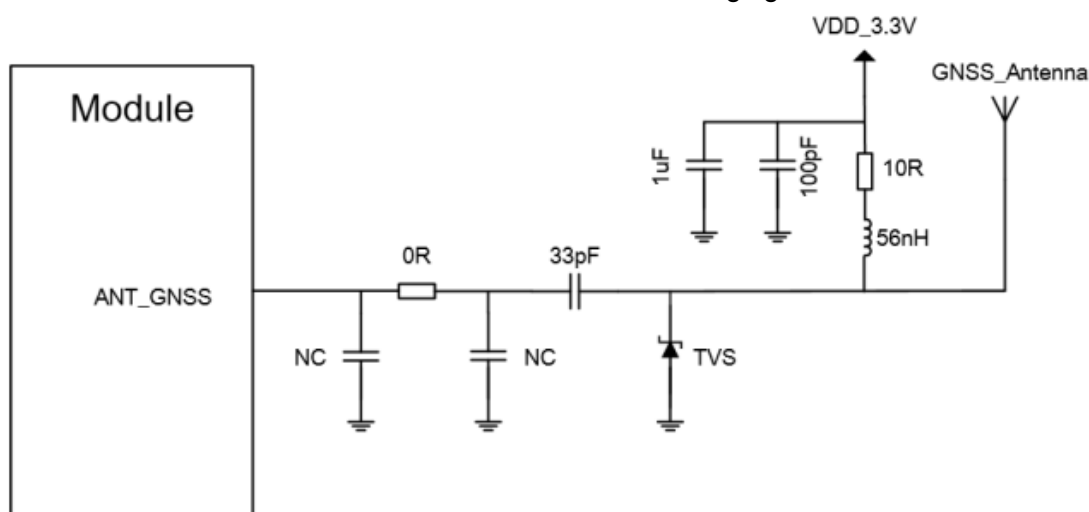 VDD_3.3V
GNSS_Antenna
Module
1uF
100pF
10R
56nH
0R
33pF
ANT_GNSS
NC
NC
TVS